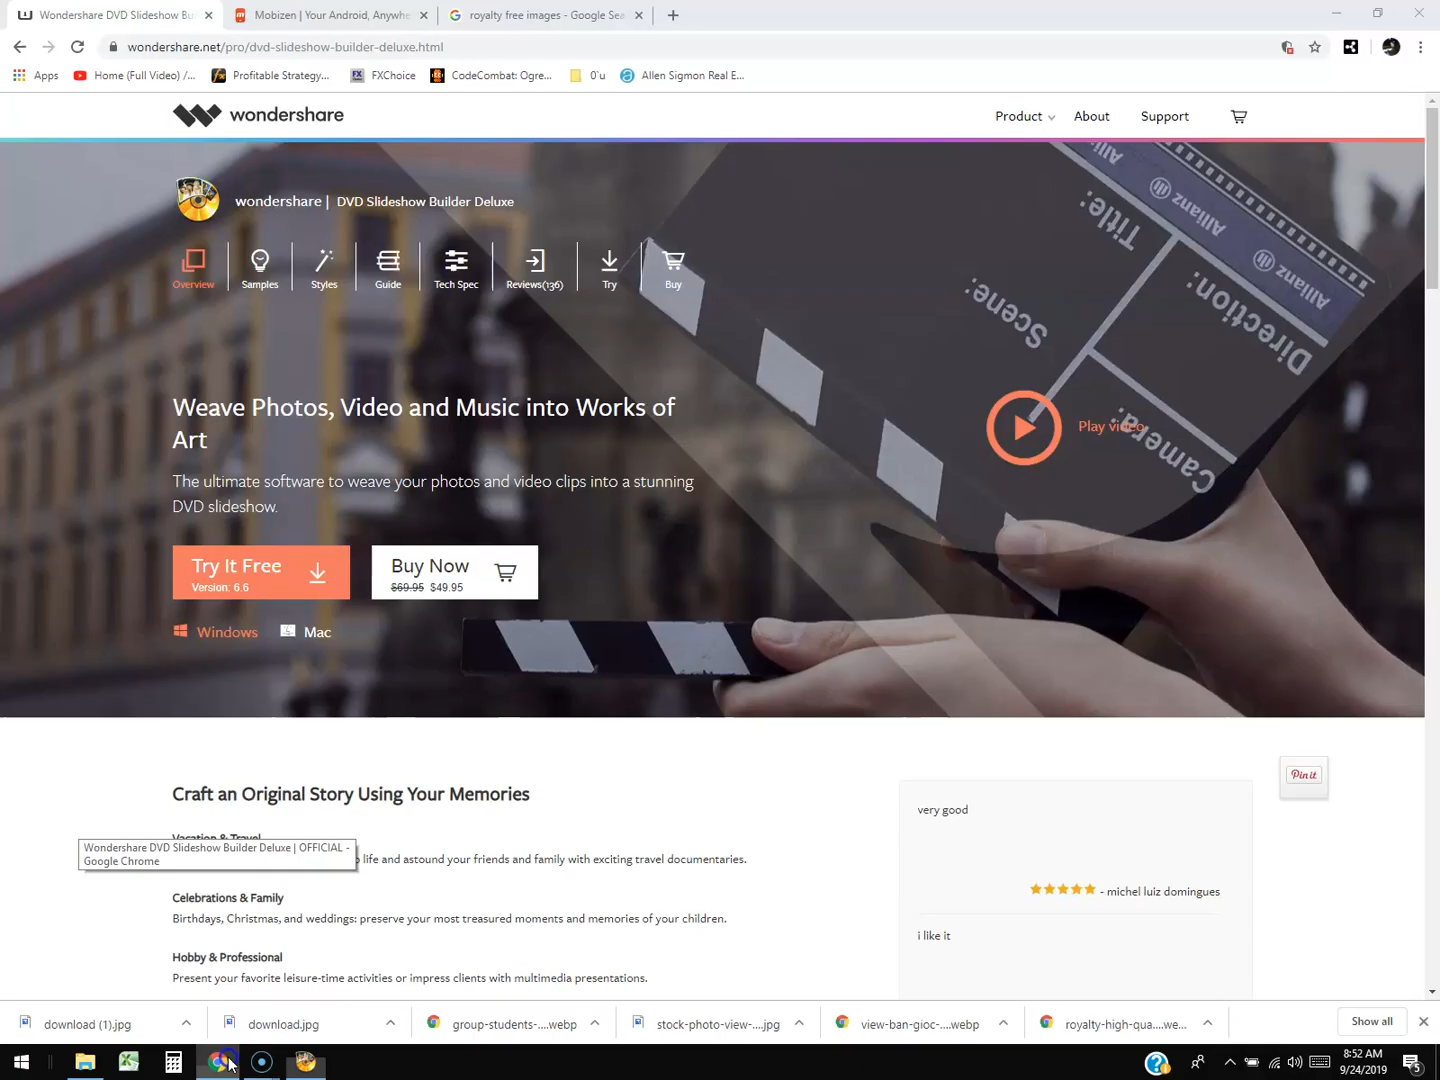 Wondershare DVD Slideshow Bu
Mobizen | Your Android, Anywhe
royalty free images - Google Sea
wondershare.net/pro/dvd-slideshow-builder-deluxe.html
Apps
Home (Full Video) /...
Profitable Strategy...
FXChoice
CodeCombat: Ogre...
0`u
Allen Sigmon Real E...
wondershare
Product
About
Support
wondershare | DVD Slideshow Builder Deluxe
Overview
Samples
Styles
Guide
Tech Spec
Reviews(136)
Try
Buy
Allianz
Allianz
Allianz
Title:
Direction:
Scene:
Camera:
Play video
Weave Photos, Video and Music into Works of
Art
The ultimate software to weave your photos and video clips into a stunning
DVD slideshow.
Try It Free
Version: 6.6
Buy Now
$69.95 $49.95
Windows
Mac
Craft an Original Story Using Your Memories
Vacation & Travel
Wondershare DVD Slideshow Builder Deluxe | OFFICIAL -
Google Chrome
o life and astound your friends and family with exciting travel documentaries.
Celebrations & Family
Birthdays, Christmas, and weddings: preserve your most treasured moments and memories of your children.
Hobby & Professional
Present your favorite leisure-time activities or impress clients with multimedia presentations.
very good
- michel luiz domingues
i like it
Pin it
download (1).jpg
download.jpg
group-students-....webp
stock-photo-view-....jpg
view-ban-gioc-....webp
royalty-high-qua....we...
Show all
8:52 AM
9/24/2019
5